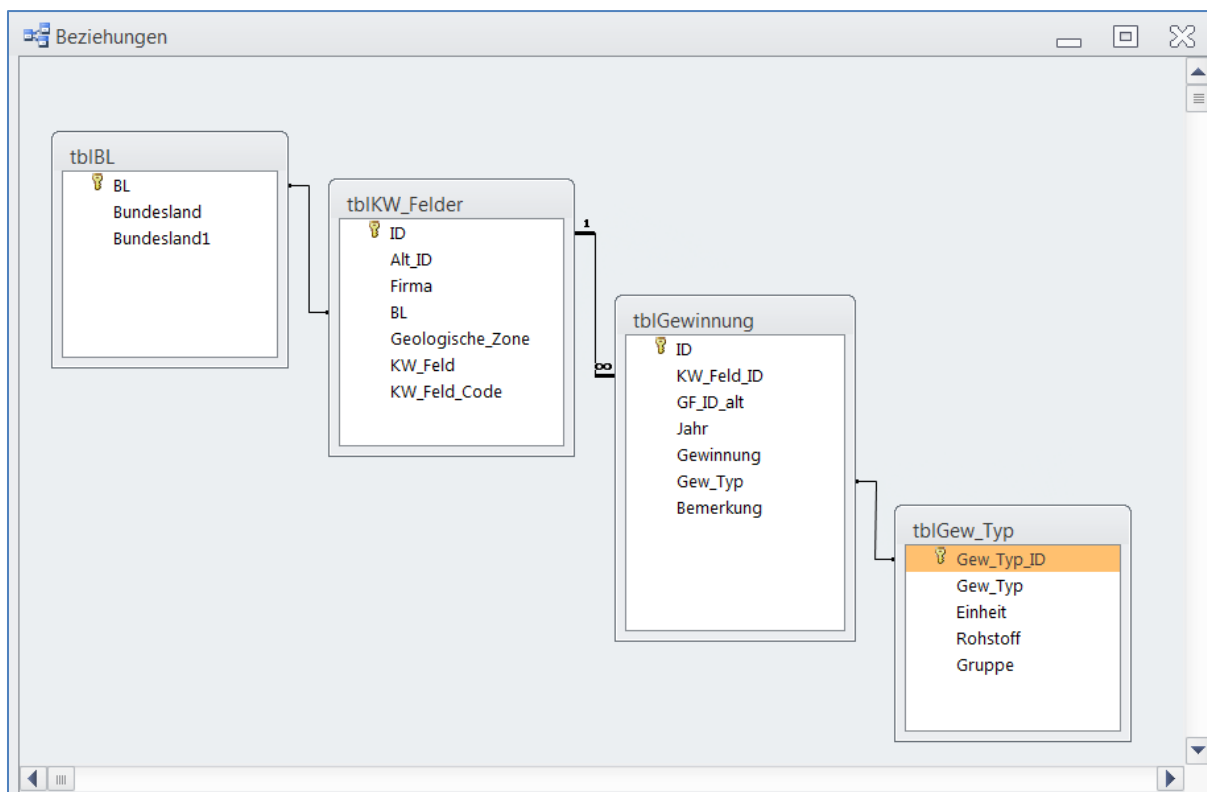 Beziehungen
tblBL
BL
Bundesland
Bundesland1
tblKW_Felder
ID
Alt_ID
Firma
BL
Geologische_Zone
KW_Feld
KW_Feld_Code
1
∞
tblGewinnung
ID
KW_Feld_ID
GF_ID_alt
Jahr
Gewinnung
Gew_Typ
Bemerkung
tblGew_Typ
Gew_Typ_ID
Gew_Typ
Einheit
Rohstoff
Gruppe